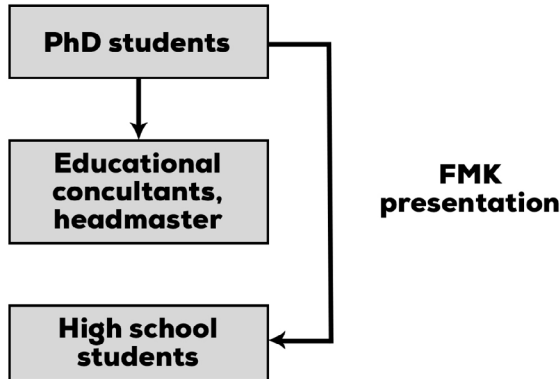 PhD students
Educational
concultants,
headmaster
FMK
presentation
High school
students